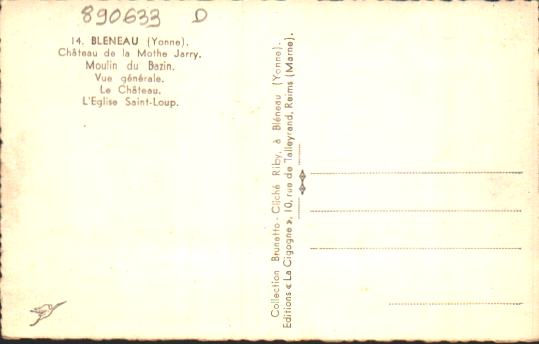 890633 D
14. BLENEAU (Yonne).
Château de la Mothe Jarry.
Moulin du Bazin.
Vue générale.
Le Château.
L'Eglise Saint-Loup.
Collection Brunetto - Cliché Riby, à Bléneau (Yonne).
Editions « La Cigogne », 10, rue de Talleyrand, Reims (Marne).